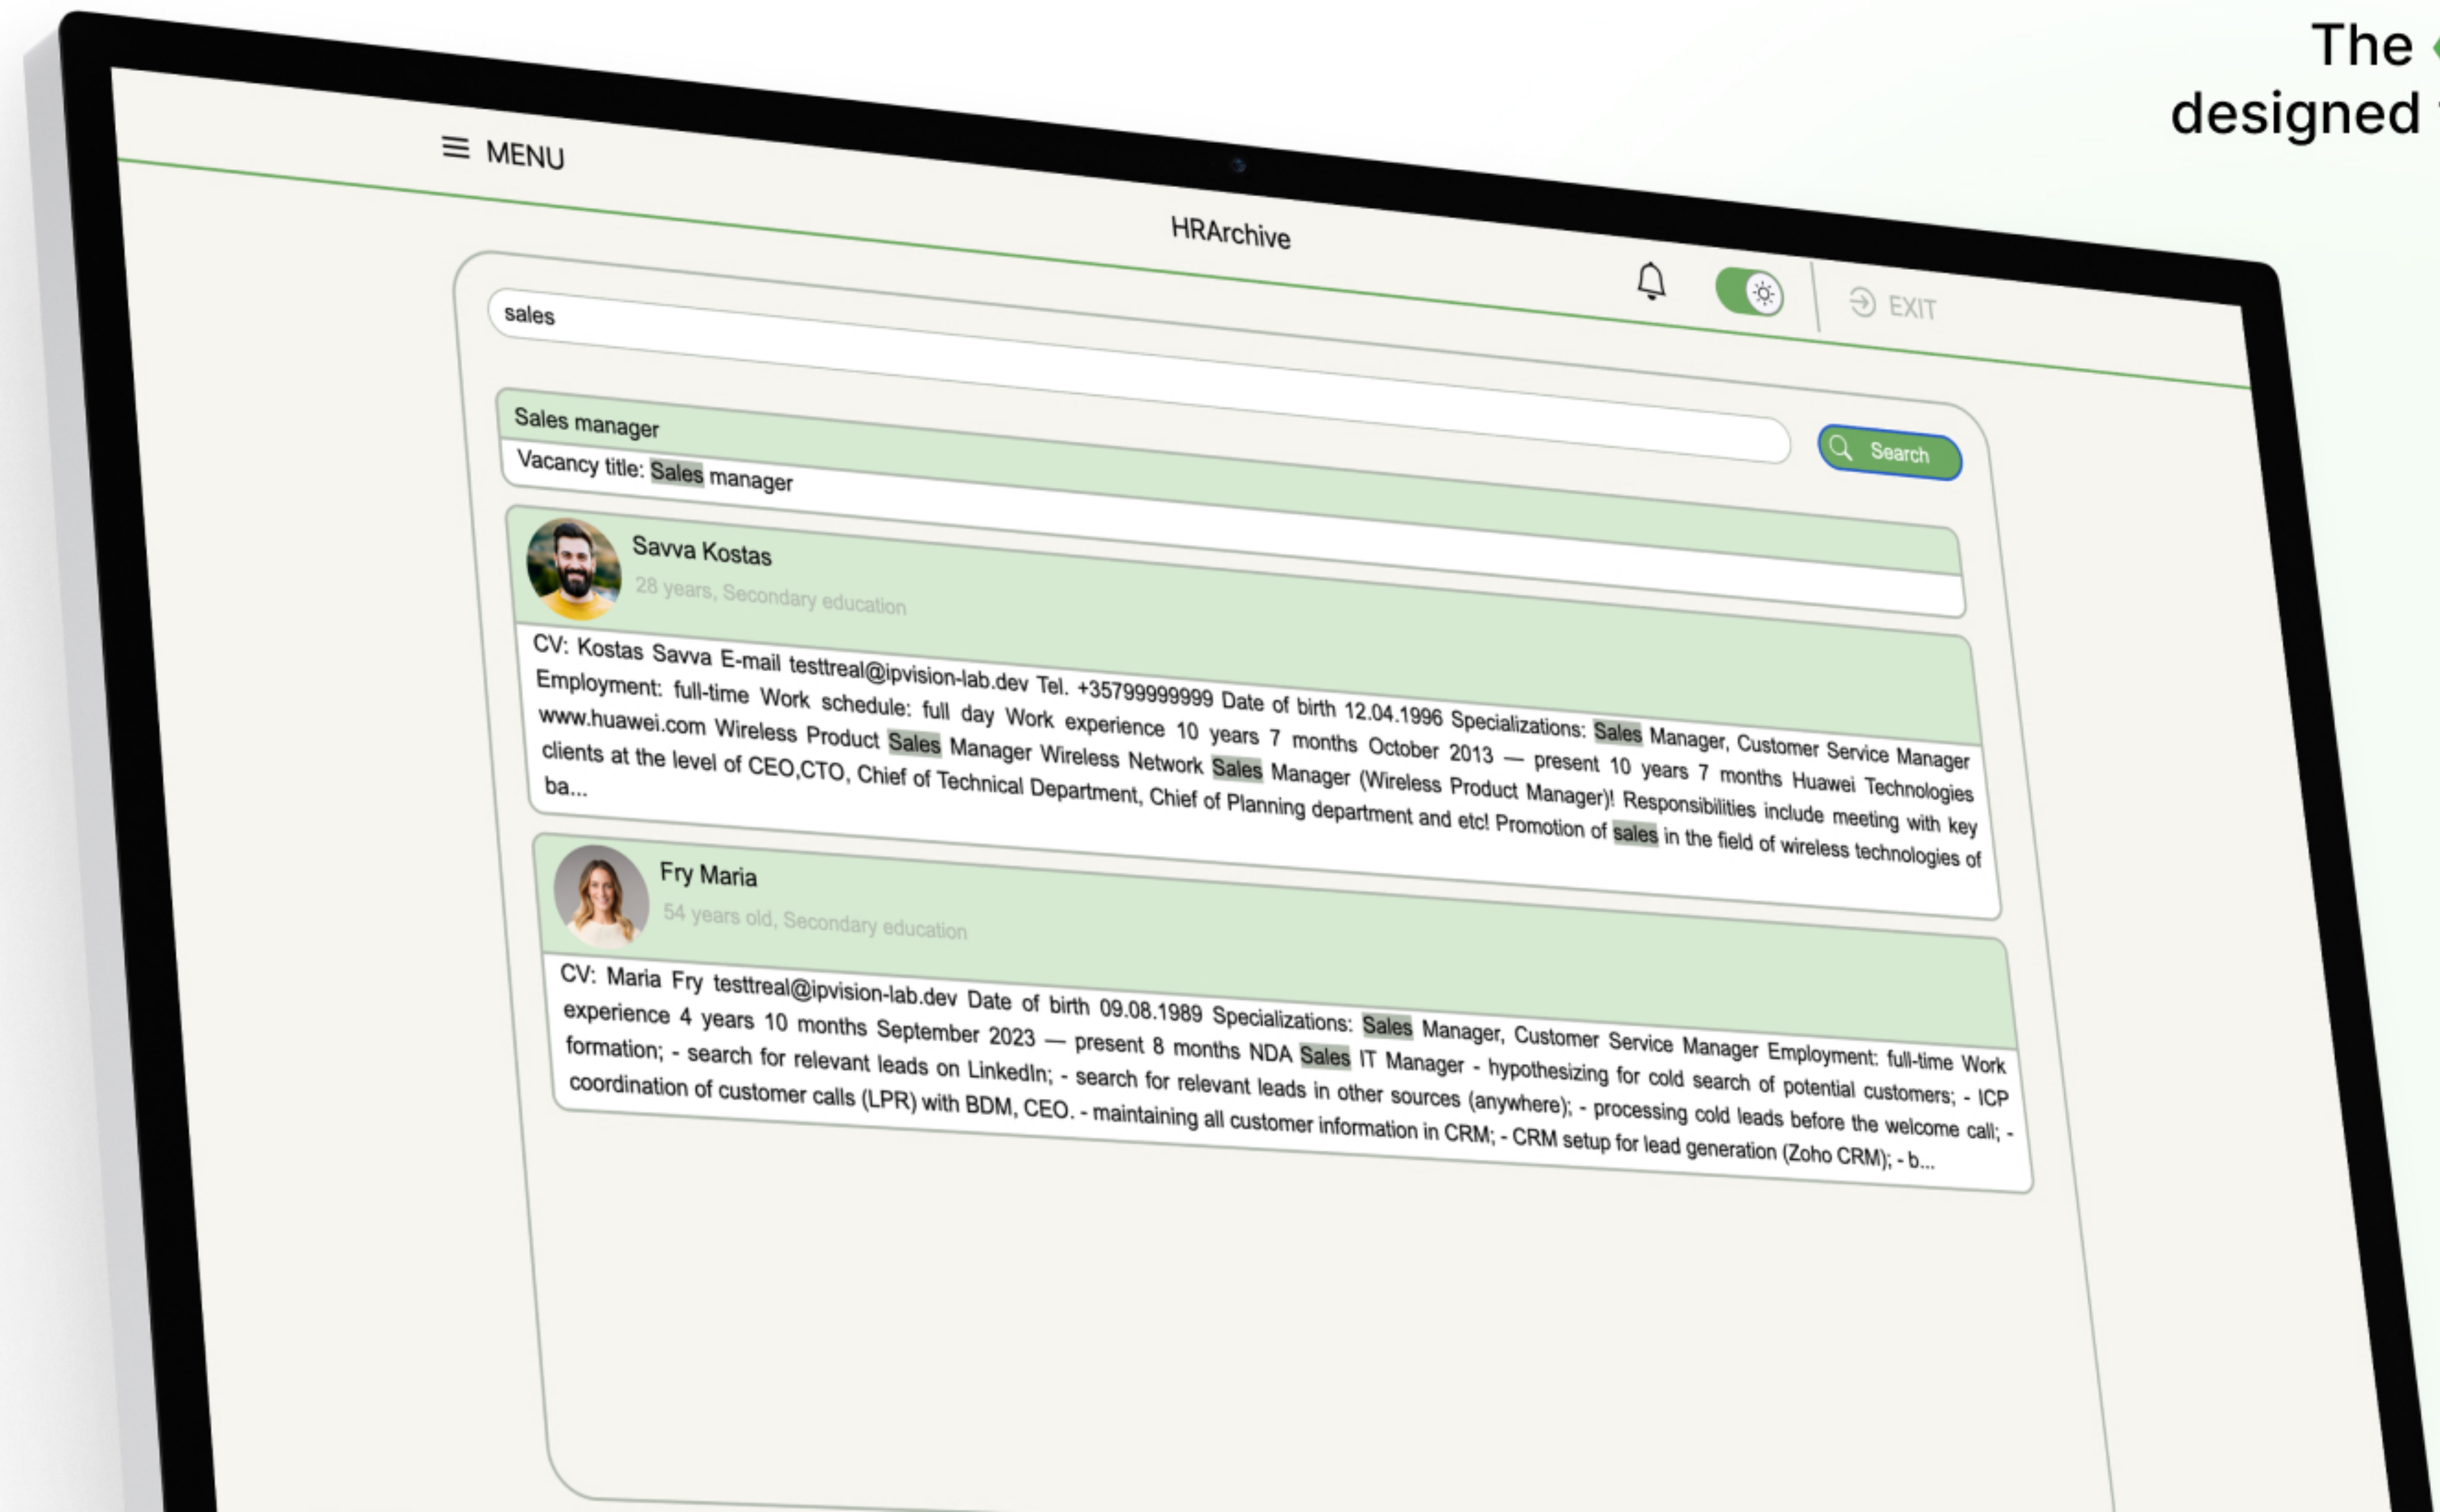 The
designed
MENU
HRArchive
EXIT
sales
Search
Sales manager
Vacancy title: Sales manager
Savva Kostas
28 years, Secondary education
CV: Kostas Savva E-mail testtreal@ipvision-lab.dev Tel. +35799999999 Date of birth 12.04.1996 Specializations: Sales Manager, Customer Service Manager
Employment: full-time Work schedule: full day Work experience 10 years 7 months October 2013 — present 10 years 7 months Huawei Technologies
www.huawei.com Wireless Product Sales Manager Wireless Network Sales Manager (Wireless Product Manager)! Responsibilities include meeting with key
clients at the level of CEO,CTO, Chief of Technical Department, Chief of Planning department and etc! Promotion of sales in the field of wireless technologies of
ba...
Fry Maria
54 years old, Secondary education
CV: Maria Fry testtreal@ipvision-lab.dev Date of birth 09.08.1989 Specializations: Sales Manager, Customer Service Manager Employment: full-time Work
experience 4 years 10 months September 2023 — present 8 months NDA Sales IT Manager - hypothesizing for cold search of potential customers; - ICP
formation; - search for relevant leads on LinkedIn; - search for relevant leads in other sources (anywhere); - processing cold leads before the welcome call; -
coordination of customer calls (LPR) with BDM, CEO. - maintaining all customer information in CRM; - CRM setup for lead generation (Zoho CRM); - b...